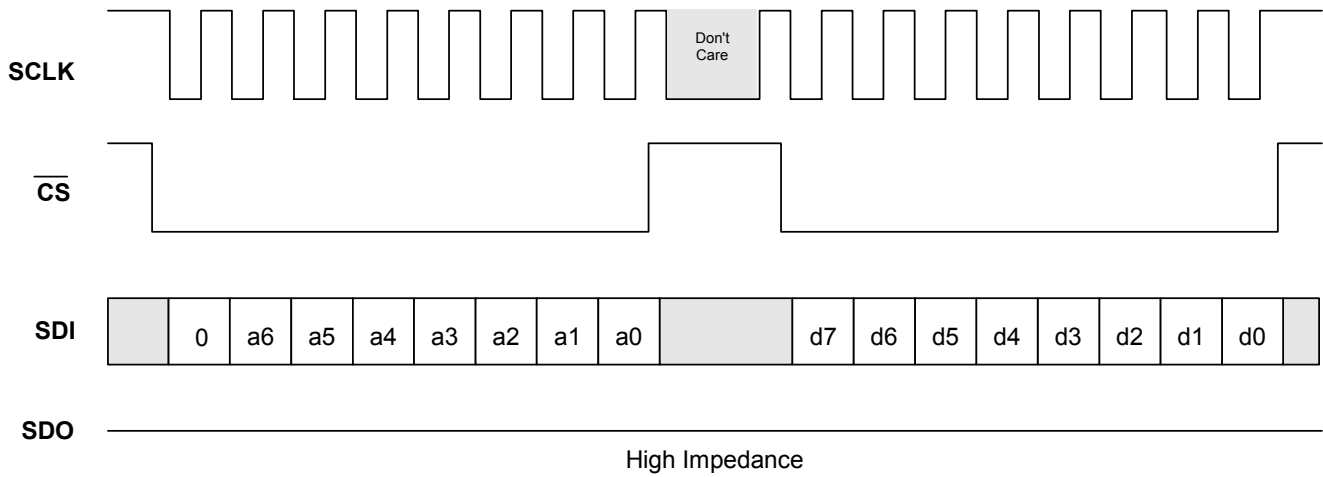 Don't
Care
SCLK
CS
SDI 0 a6 a5 a4 a3 a2 a1 a0 d7 d6 d5 d4 d3 d2 d1 d0
SDO
High Impedance